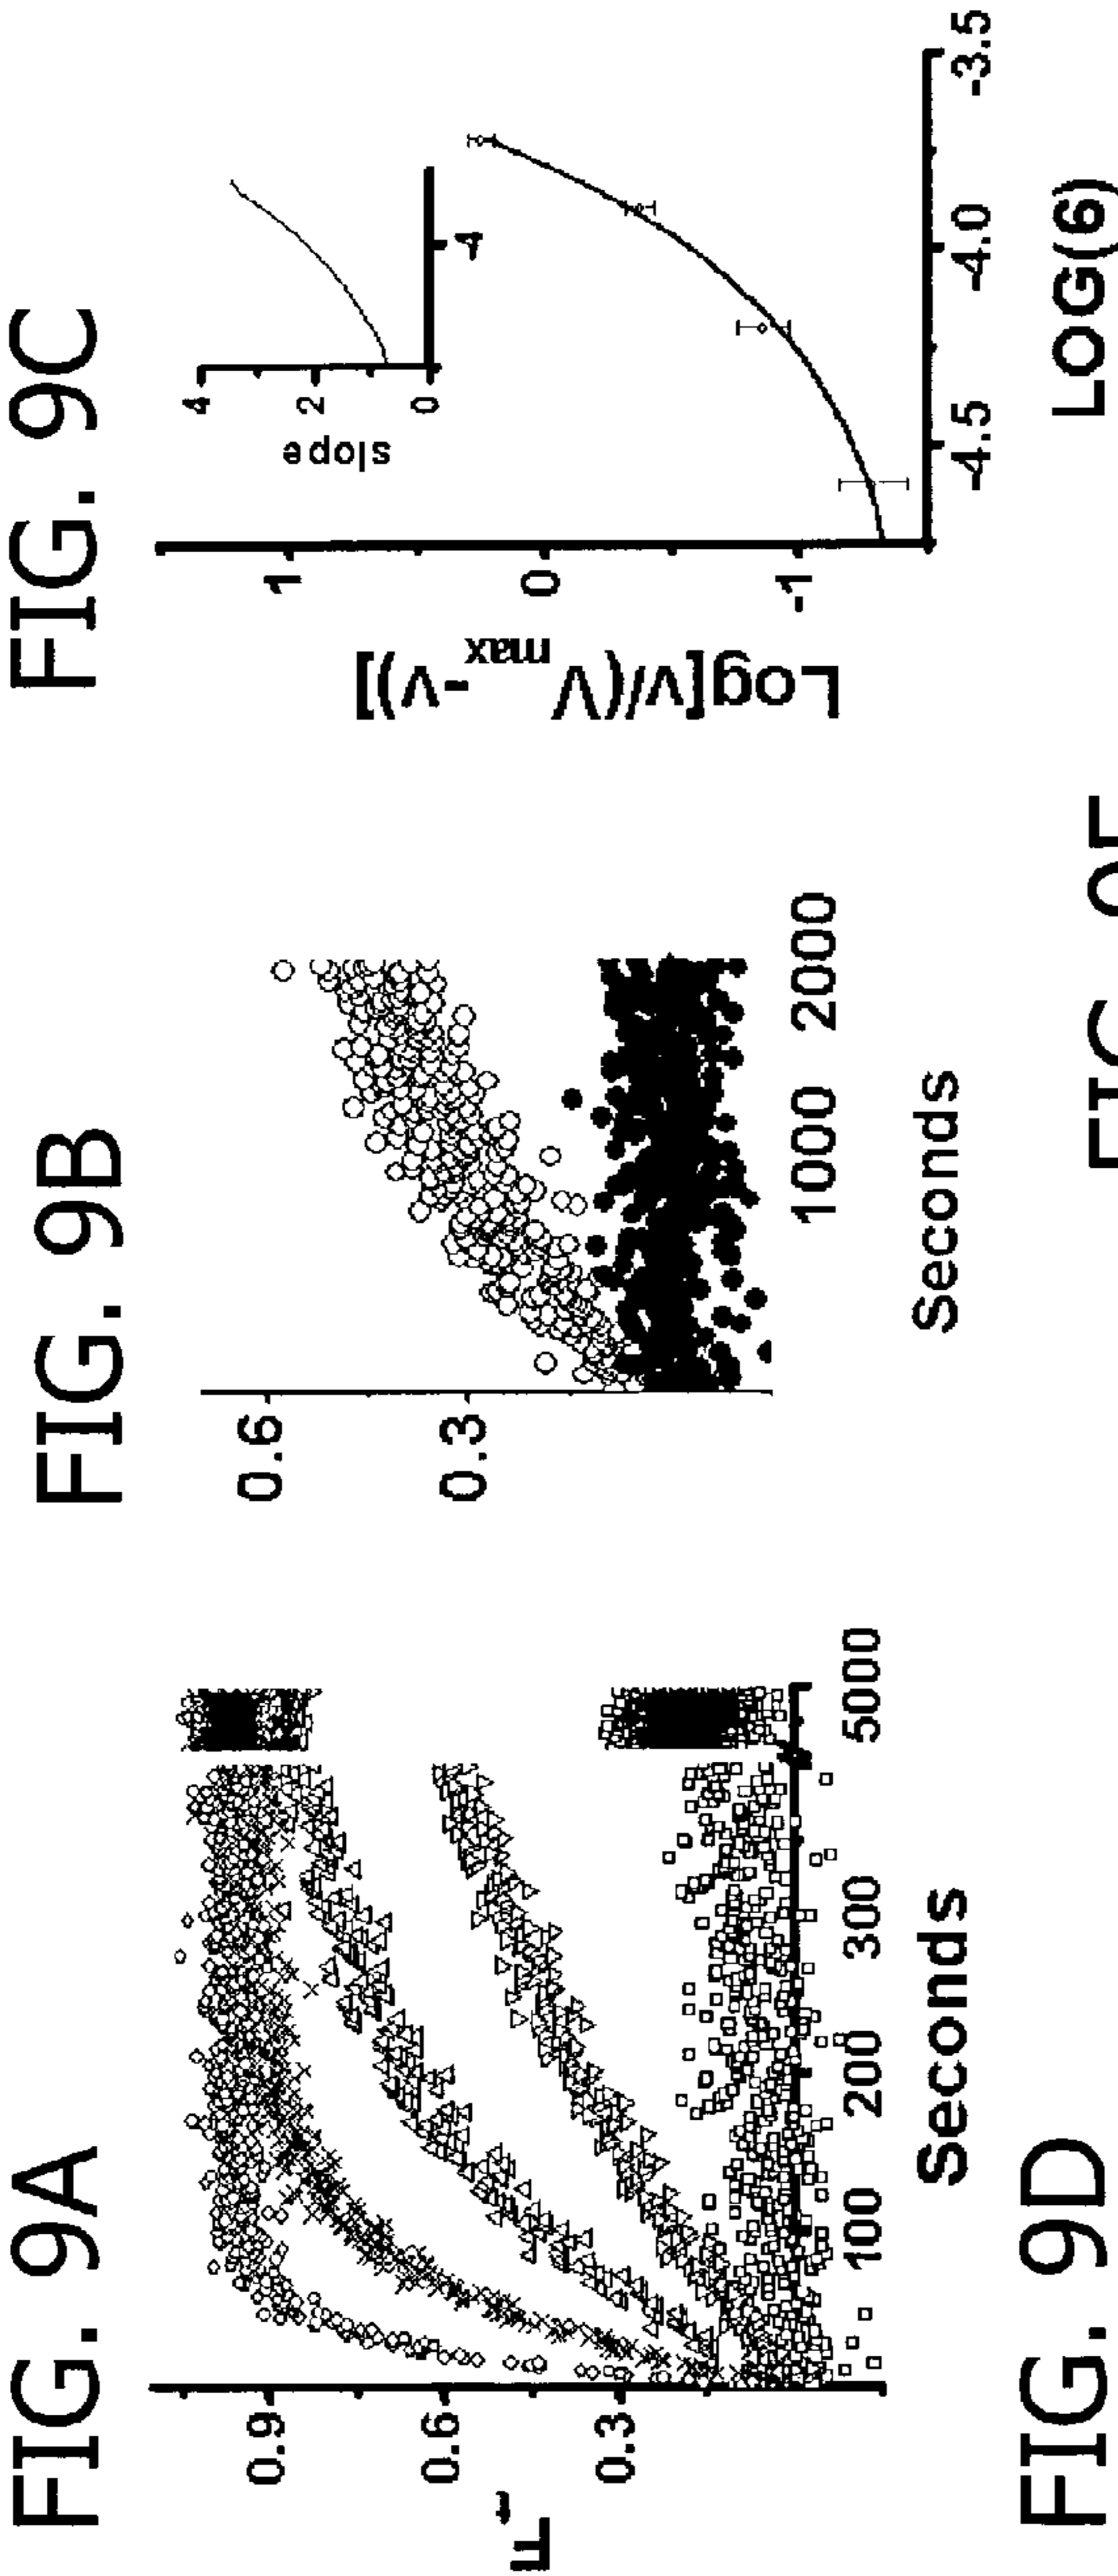 FIG. 9A
0.9
0.6
0.3
Ft
100
200
300
5000
Seconds
FIG. 9B
0.6
0.3
1000
2000
Seconds
FIG. 9C
4
2
0
slope
-4
1
0
-1
Log[v/(Vmax-v)]
-4.5
-4.0
-3.5
LOG(6)
FIG. 9D